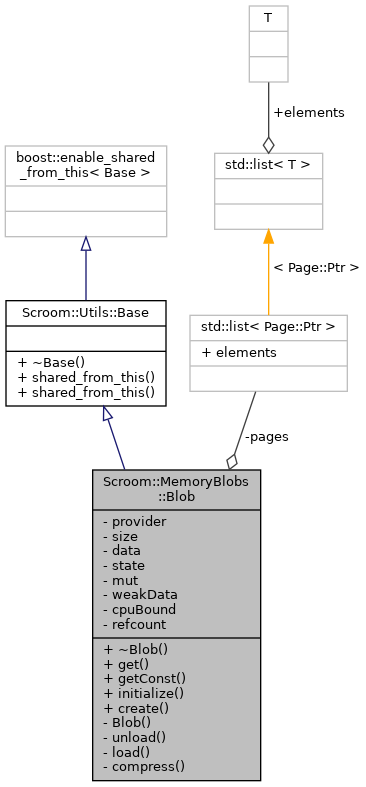 T
+elements
boost::enable_shared
_from_this< Base >
std::list< T >
< Page::Ptr >
Scroom::Utils::Base
+ ~Base()
+ shared_from_this()
+ shared_from_this()
std::list< Page::Ptr >
+ elements
-pages
Scroom::MemoryBlobs
::Blob
- provider
- size
- data
- state
- mut
- weakData
- cpuBound
- refcount
+ ~Blob()
+ get()
+ getConst()
+ initialize()
+ create()
- Blob()
- unload()
- load()
- compress()